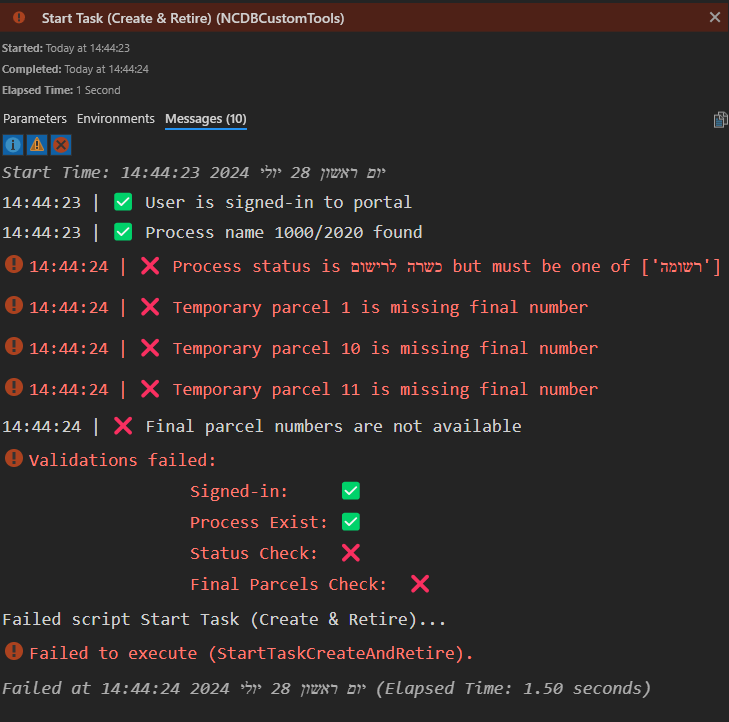 Start Task (Create & Retire) (NCDBCustomTools)
Started: Today at 14:44:23
Completed: Today at 14:44:24
Elapsed Time: 1 Second
Parameters Environments Messages (10)
Start Time: 14:44:23 2024 יום ראשון 28 יולי
14:44:23 | ✅ User is signed-in to portal
14:44:23 | ✅ Process name 1000/2020 found
14:44:24 | ❌ Process status is כשרה לרישום but must be one of ['רשומה']
14:44:24 | ❌ Temporary parcel 1 is missing final number
14:44:24 | ❌ Temporary parcel 10 is missing final number
14:44:24 | ❌ Temporary parcel 11 is missing final number
14:44:24 | ❌ Final parcel numbers are not available
Validations failed:
Signed-in: ✅
Process Exist: ✅
Status Check: ❌
Final Parcels Check: ❌
Failed script Start Task (Create & Retire)...
Failed to execute (StartTaskCreateAndRetire).
Failed at 14:44:24 2024 יום ראשון 28 יולי (Elapsed Time: 1.50 seconds)